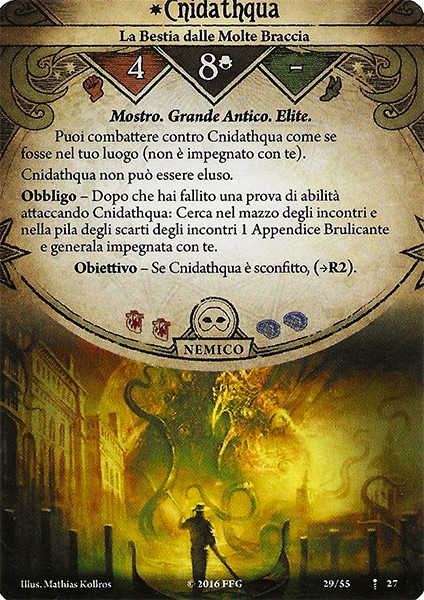 Cnidathqua
La Bestia dalle Molte Braccia
4 8 –
Mostro. Grande Antico. Elite.
Puoi combattere contro Cnidathqua come se
fosse nel tuo luogo (non è impegnato con te).
Cnidathqua non può essere eluso.
Obbligo – Dopo che hai fallito una prova di abilità
attaccando Cnidathqua: Cerca nel mazzo degli incontri e
nella pila degli scarti degli incontri 1 Appendice Brulicante
e generala impegnata con te.
Obiettivo – Se Cnidathqua è sconfitto, (→R2).
NEMICO
Illus. Mathias Kollros © 2016 FFG 29/55 27